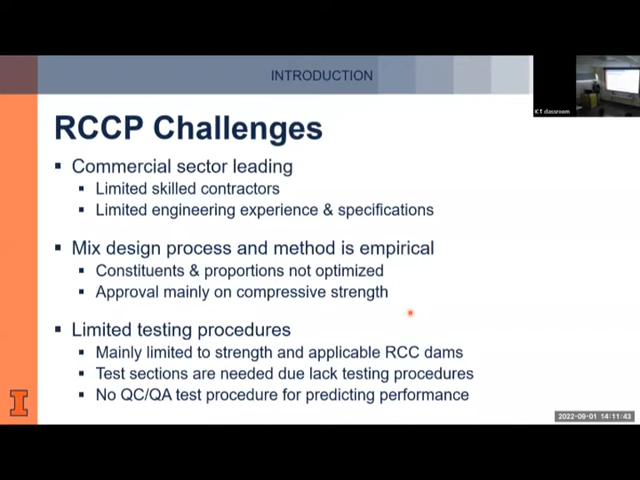 INTRODUCTION
ICT classroom
RCCP Challenges
▪ Commercial sector leading
▪ Limited skilled contractors
▪ Limited engineering experience & specifications
▪ Mix design process and method is empirical
▪ Constituents & proportions not optimized
▪ Approval mainly on compressive strength
▪ Limited testing procedures
▪ Mainly limited to strength and applicable RCC dams
▪ Test sections are needed due lack testing procedures
▪ No QC/QA test procedure for predicting performance
I
2022-09-01 14:11:43